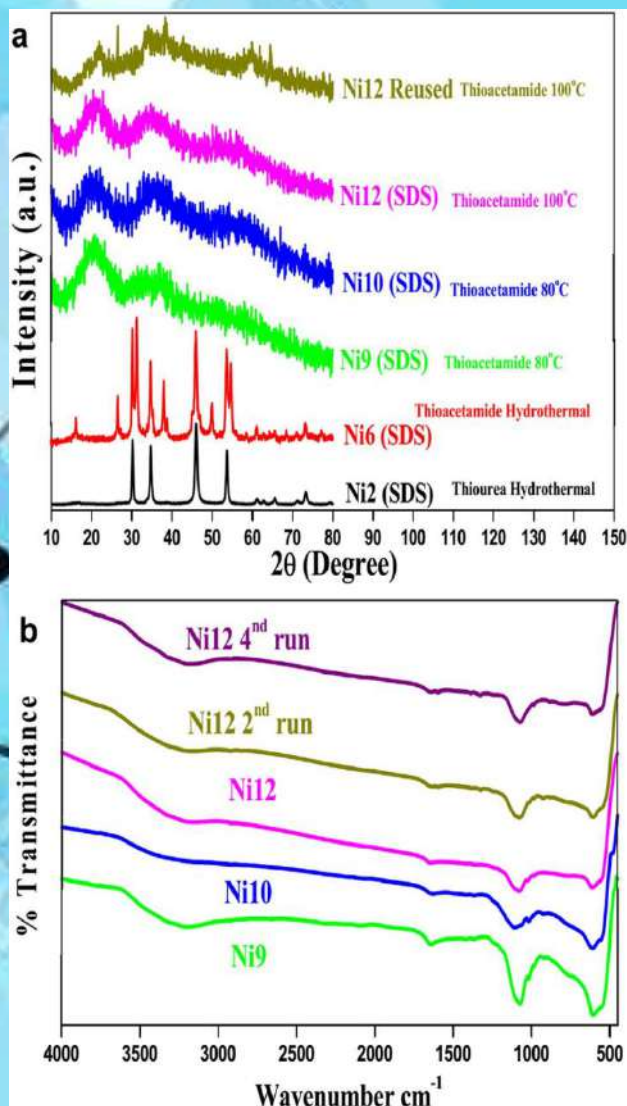 a
Ni12 Reused Thioacetamide 100°C
Ni12 (SDS) Thioacetamide 100°C
Ni10 (SDS) Thioacetamide 80°C
Ni9 (SDS) Thioacetamide 80°C
Thioacetamide Hydrothermal
Ni6 (SDS)
Ni2 (SDS) Thiourea Hydrothermal
Intensity (a.u.)
10 20 30 40 50 60 70 80 90 100 110 120 130 140 150
2θ (Degree)
b
Ni12 4nd run
Ni12 2nd run
Ni12
Ni10
Ni9
% Transmittance
4000 3500 3000 2500 2000 1500 1000 500
Wavenumber cm-1